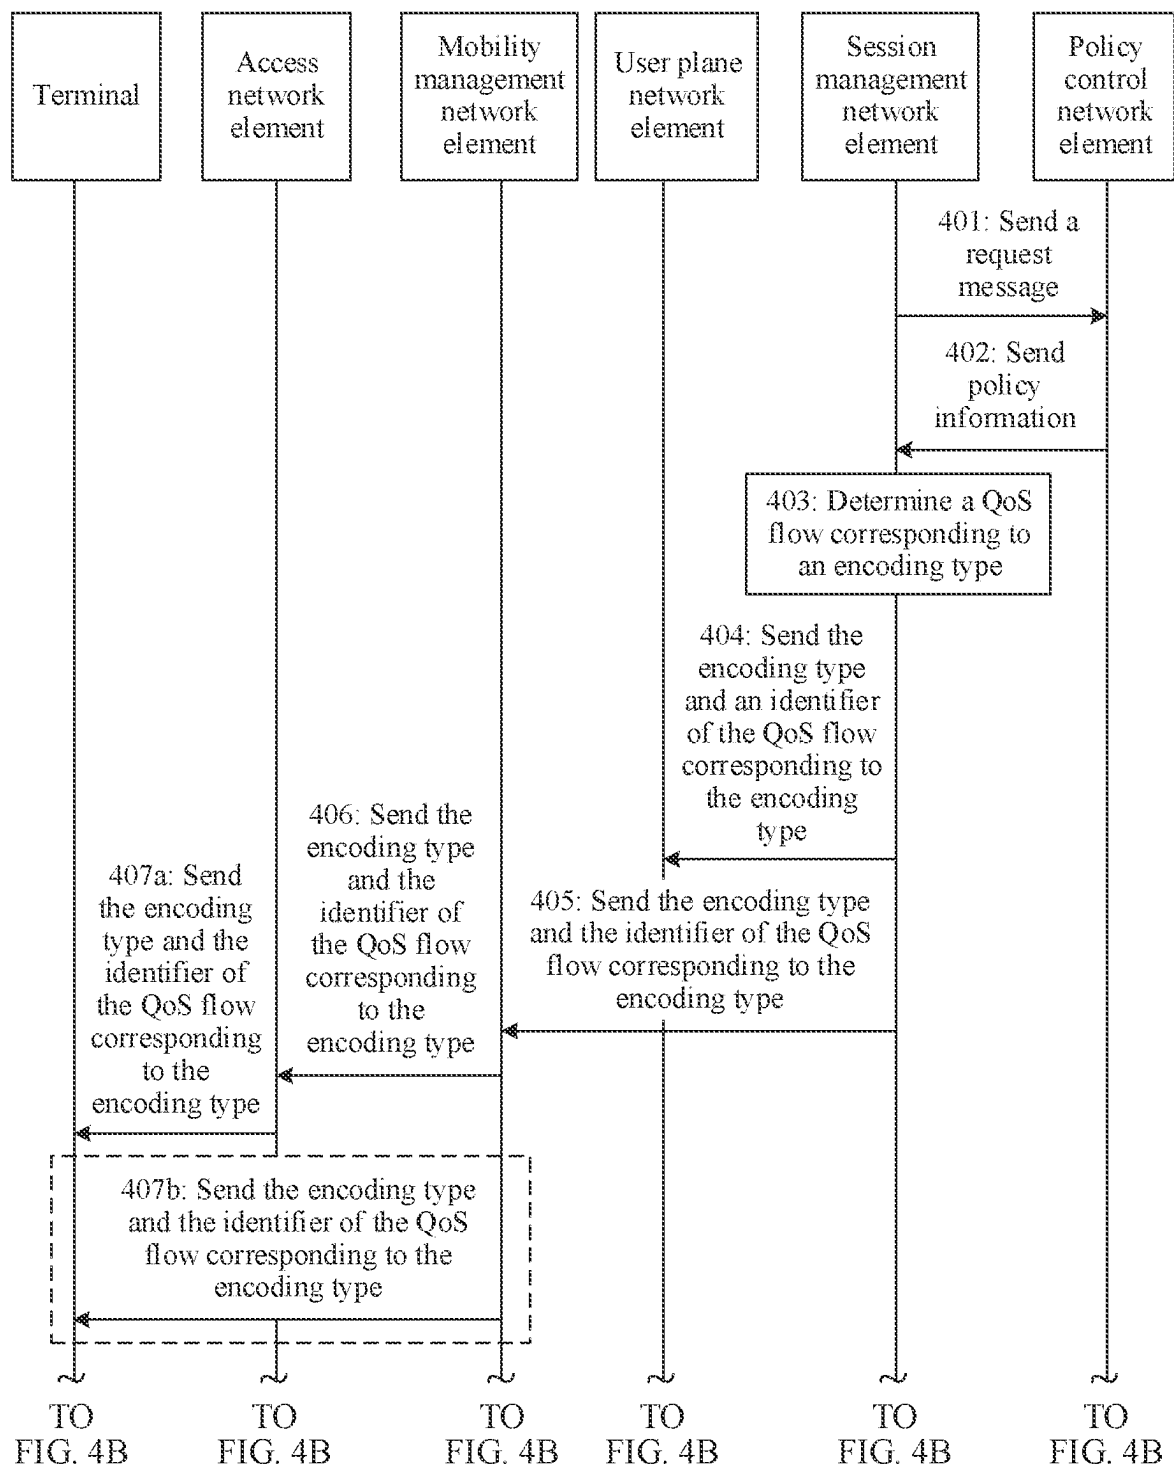 Terminal
Access
network
element
Mobility
management
network
element
User plane
network
element
Session
management
network
element
Policy
control
network
element
401: Send a
request
message
402: Send
policy
information
403: Determine a QoS
flow corresponding to
an encoding type
404: Send the
encoding type
and an identifier
of the QoS flow
corresponding to
the encoding
type
405: Send the encoding type
and the identifier of the QoS
flow corresponding to the
encoding type
406: Send the
encoding type
and the
identifier of
the QoS flow
corresponding
to the
encoding type
407a: Send
the encoding
type and the
identifier of
the QoS flow
corresponding
to the
encoding type
407b: Send the encoding type
and the identifier of the QoS
flow corresponding to the
encoding type
TO
FIG. 4B
TO
FIG. 4B
TO
FIG. 4B
TO
FIG. 4B
TO
FIG. 4B
TO
FIG. 4B